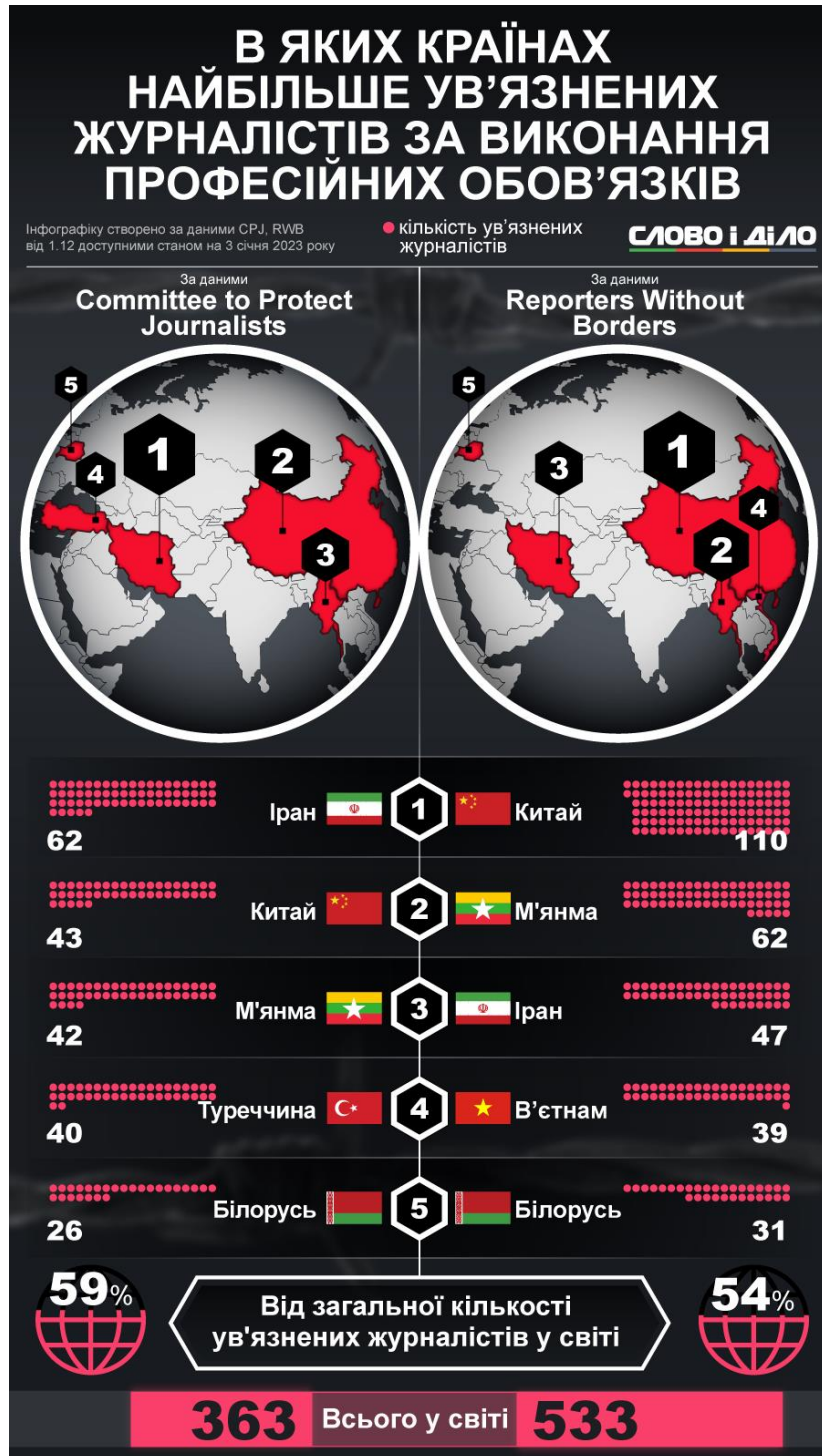 В ЯКИХ КРАЇНАХ
НАЙБІЛЬШЕ УВ’ЯЗНЕНИХ
ЖУРНАЛІСТІВ ЗА ВИКОНАННЯ
ПРОФЕСІЙНИХ ОБОВ’ЯЗКІВ
Інфографіку створено за даними CPJ, RWB
від 1.12 доступними станом на 3 січня 2023 року
кількість ув’язнених
журналістів
СЛОВО і ДіЛО
За даними
Committee to Protect
Journalists
За даними
Reporters Without
Borders
5
4
1
2
3
5
3
1
4
2
62
Іран
1
Китай
110
43
Китай
2
М'янма
62
42
М'янма
3
Іран
47
40
Туреччина
4
В’єтнам
39
26
Білорусь
5
Білорусь
31
59%
Від загальної кількості
ув'язнених журналістів у світі
54%
363 Всього у світі 533